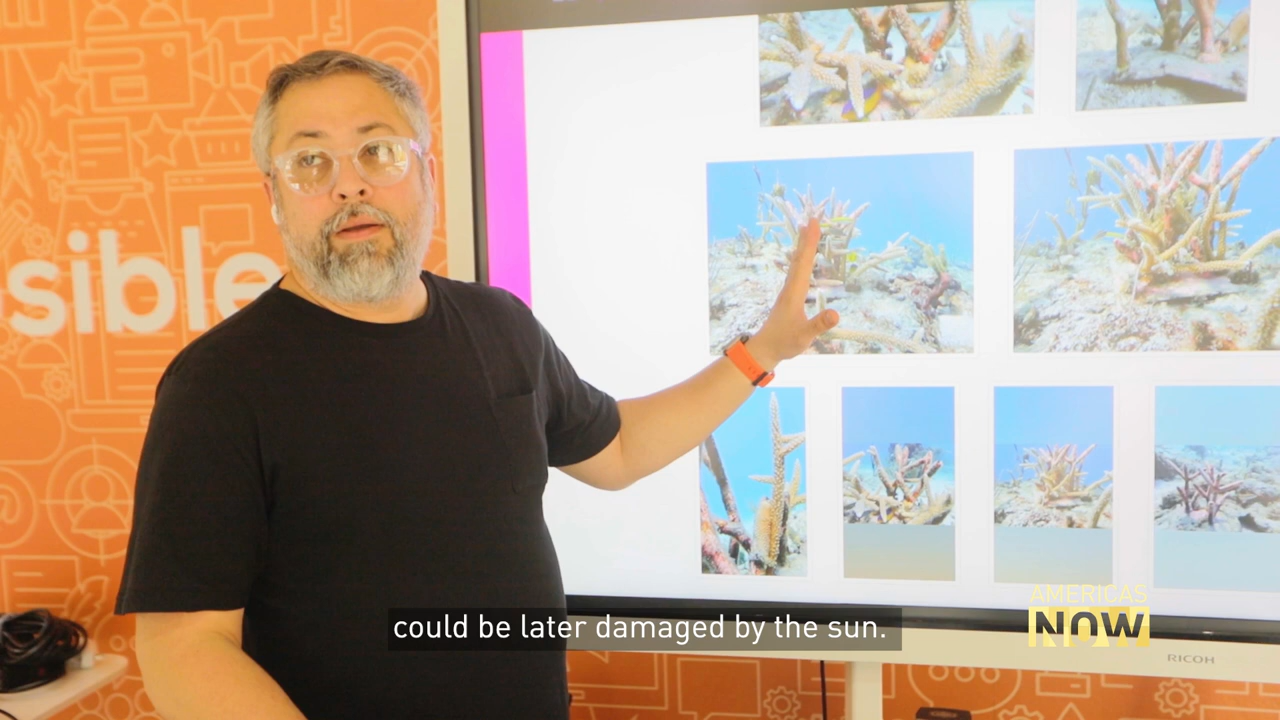 sible
could be later damaged by the sun.
AMERICAS
NOW
RICOH